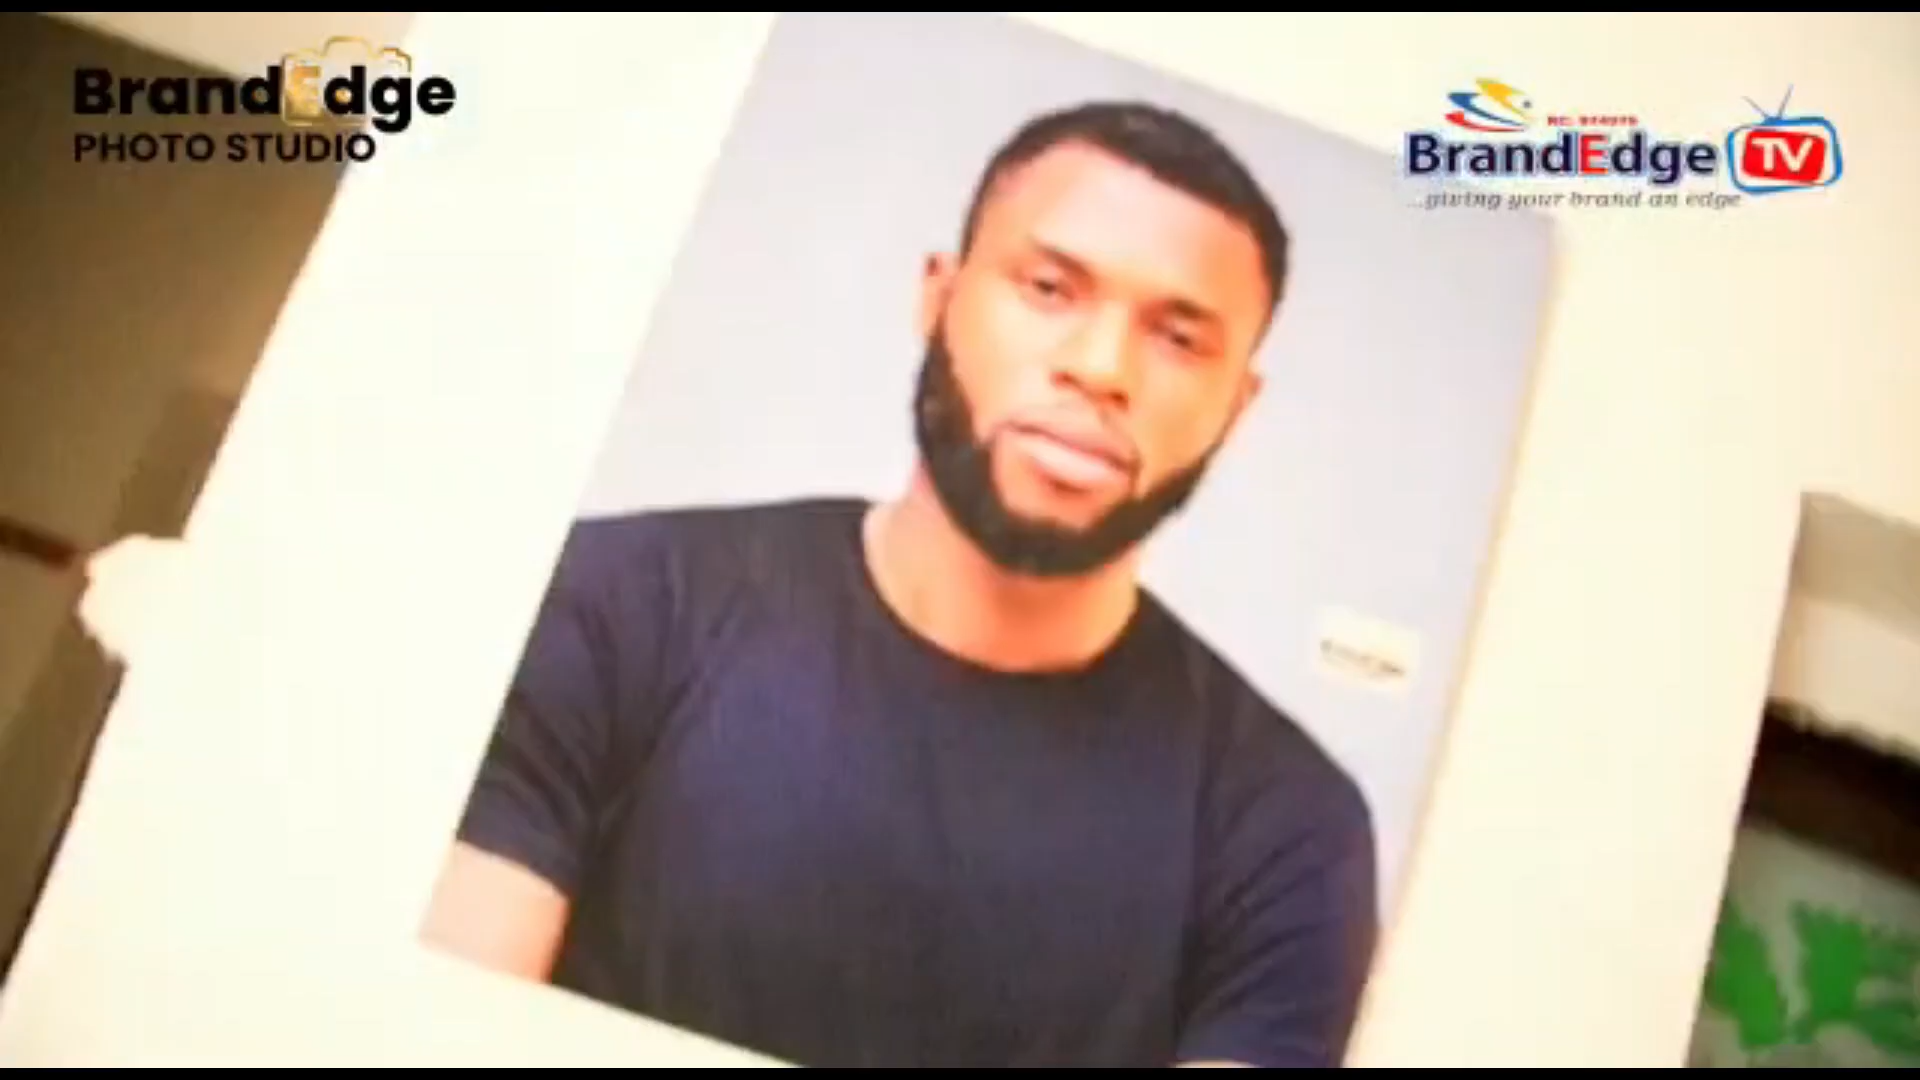 BrandEdge
PHOTO STUDIO
BrandEdge TV
...giving your brand an edge